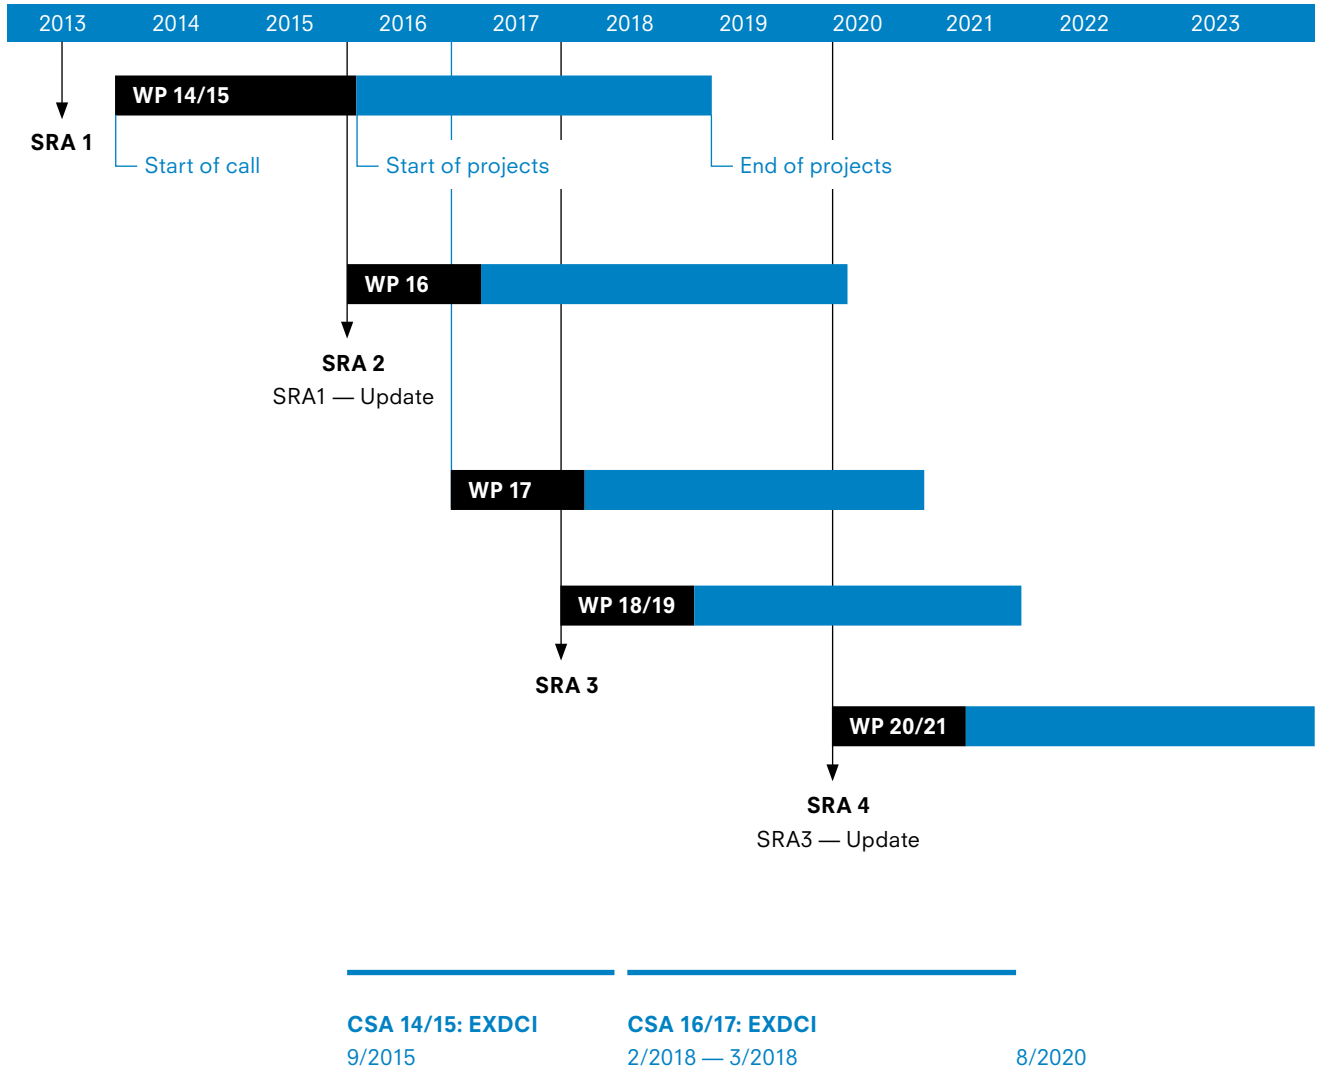 2013 2014 2015 2016 2017 2018 2019 2020 2021 2022 2023
WP 14/15
SRA 1
Start of call Start of projects End of projects
WP 16
SRA 2
SRA1 — Update
WP 17
WP 18/19
SRA 3
WP 20/21
SRA 4
SRA3 — Update
CSA 14/15: EXDCI CSA 16/17: EXDCI
9/2015 2/2018 — 3/2018 8/2020